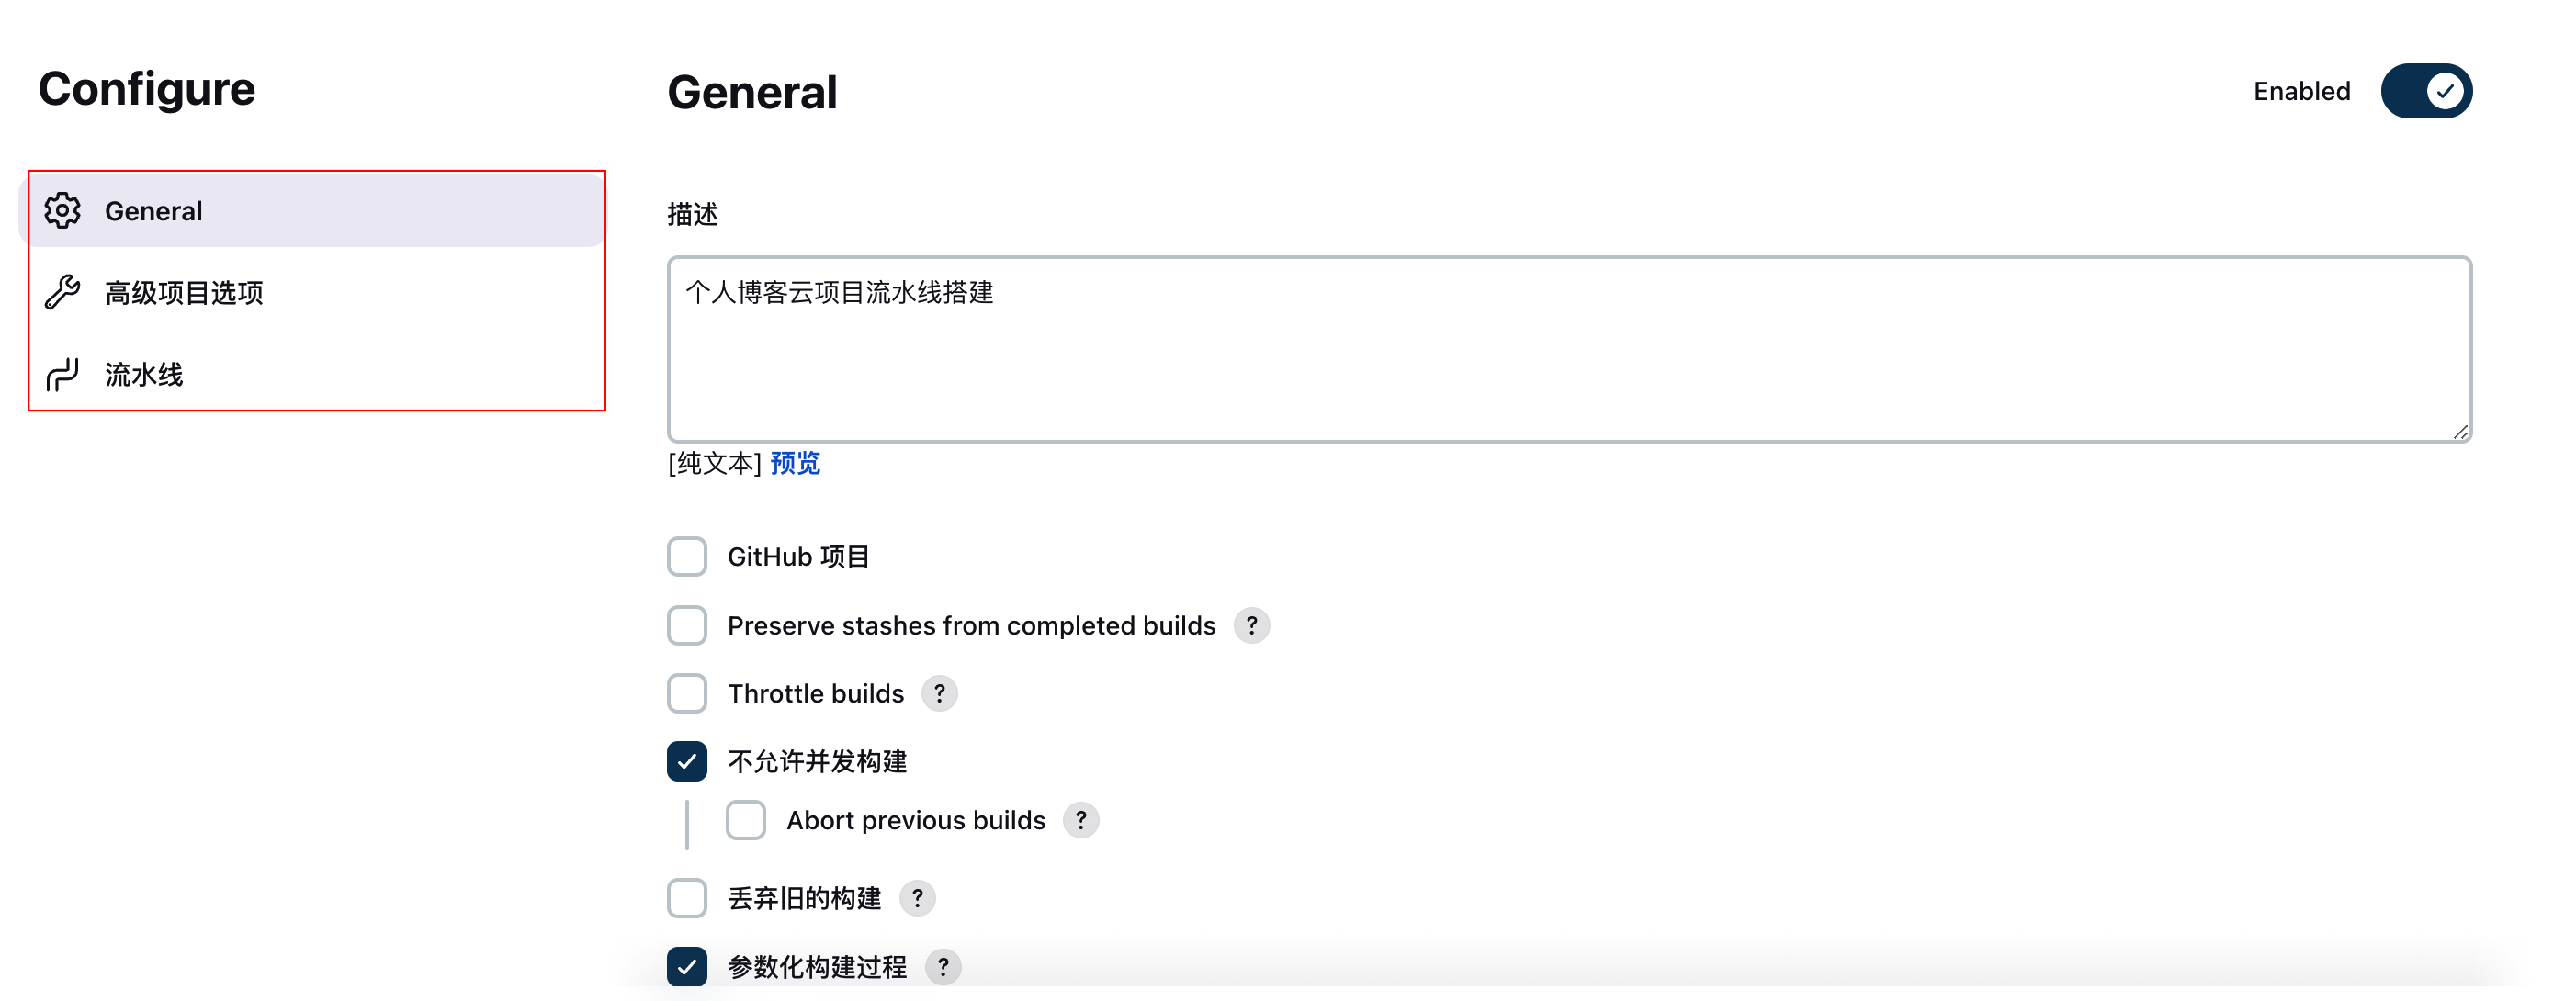 Configure
General
高级项目选项
流水线
General
Enabled
描述
个人博客云项目流水线搭建
[纯文本] 预览
GitHub 项目
Preserve stashes from completed builds ?
Throttle builds ?
不允许并发构建
Abort previous builds ?
丢弃旧的构建 ?
参数化构建过程 ?